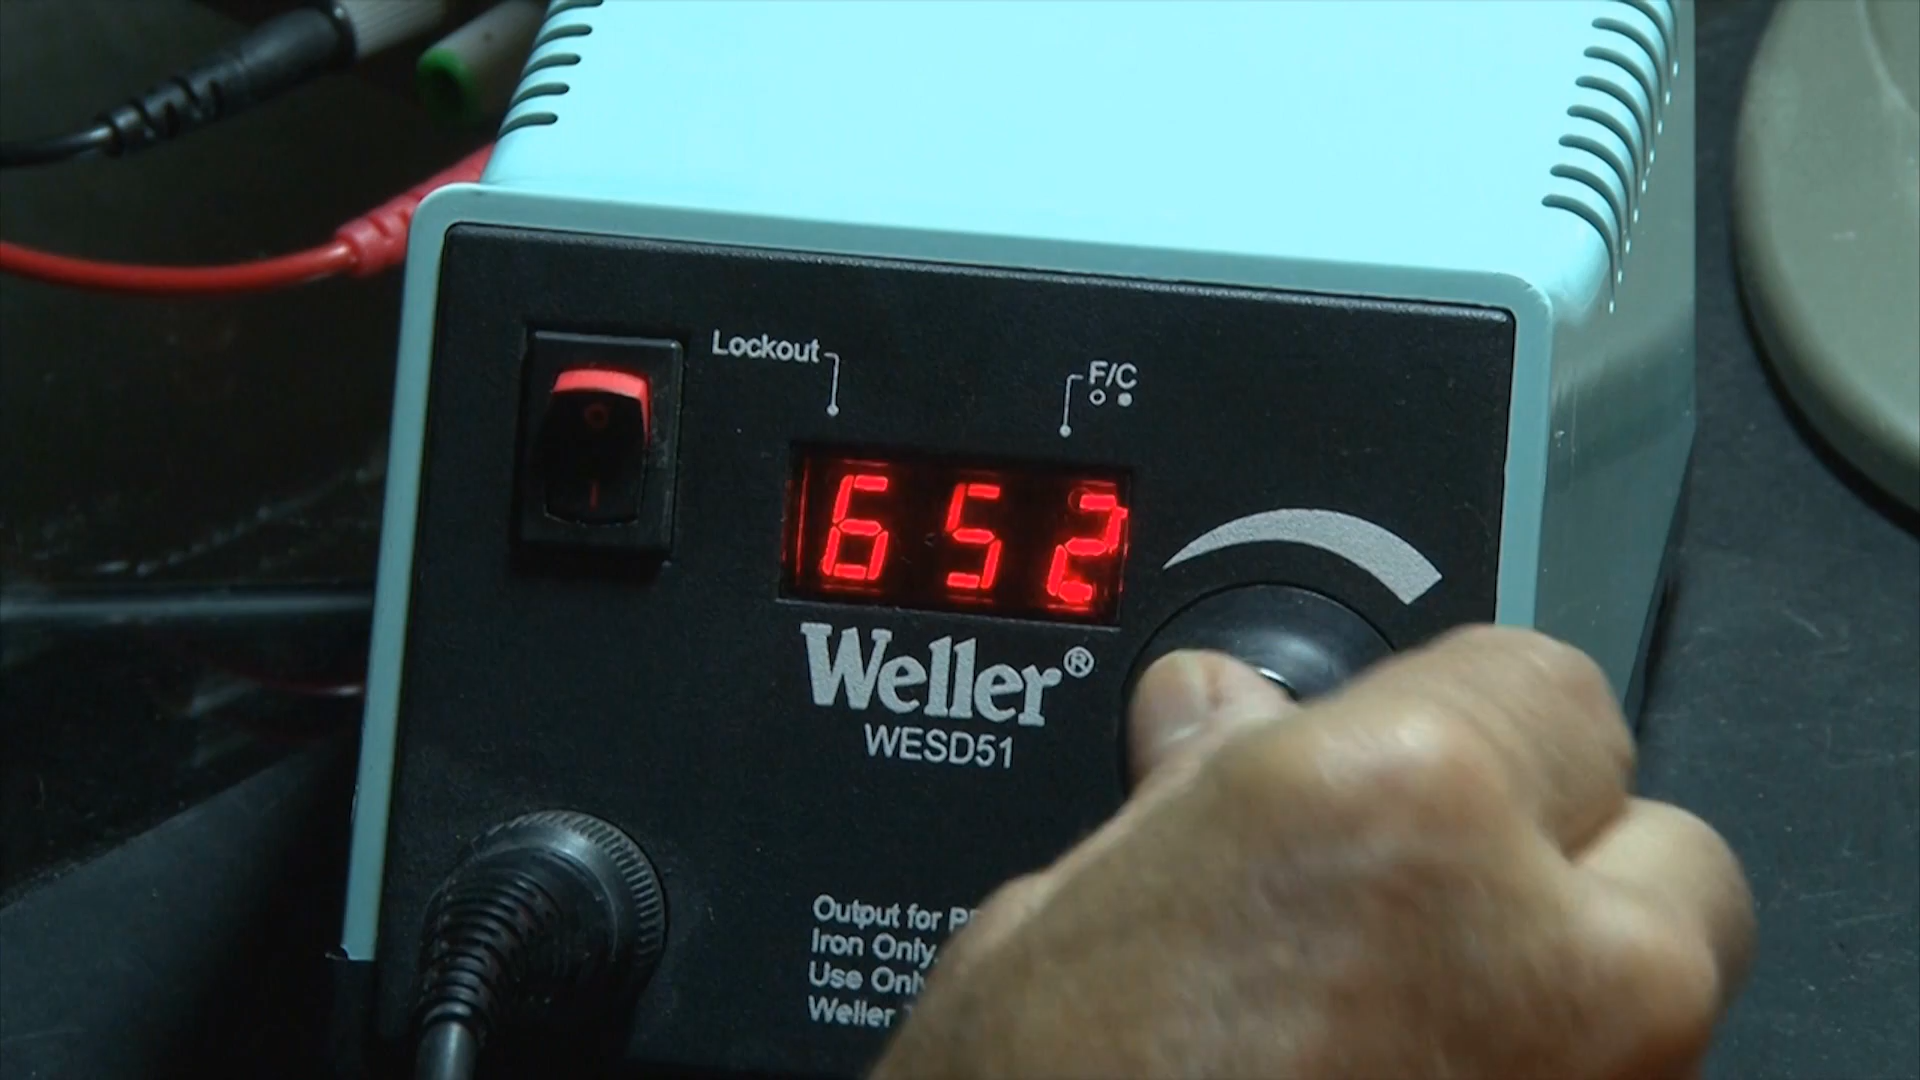 Lockout
F/C
652
Weller®
WESD51
Output for
Iron Only.
Use Only
Weller